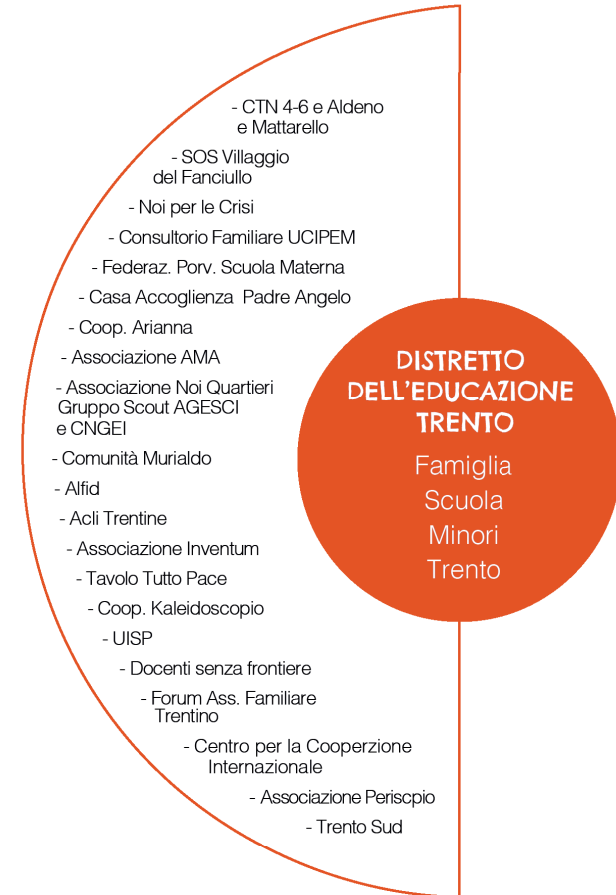 - CTN 4-6 e Aldeno
e Mattarello
- SOS Villaggio
del Fanciullo
- Noi per le Crisi
- Consultorio Familiare UCIPEM
- Federaz. Porv. Scuola Materna
- Casa Accoglienza Padre Angelo
- Coop. Arianna
- Associazione AMA
- Associazione Noi Quartieri
Gruppo Scout AGESCI
e CNGEI
- Comunità Murialdo
- Alfid
- Acli Trentine
- Associazione Inventum
- Tavolo Tutto Pace
- Coop. Kaleidoscopio
- UISP
- Docenti senza frontiere
- Forum Ass. Familiare
Trentino
- Centro per la Cooperzione
Internazionale
- Associazione Periscpio
- Trento Sud
DISTRETTO
DELL'EDUCAZIONE
TRENTO
Famiglia
Scuola
Minori
Trento